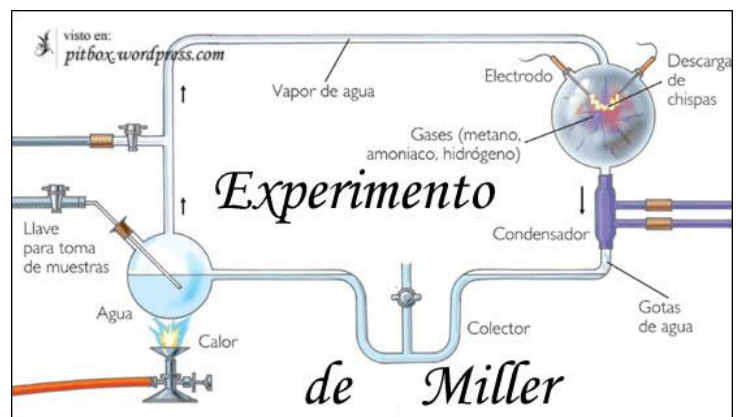 visto en:
pitbox.wordpress.com
Vapor de agua
Electrodo
Descarga
de
chispas
Gases (metano,
amoniaco, hidrógeno)
Experimento
Llave
para toma
de muestras
Condensador
Agua
Calor
Colector
Gotas
de agua
de Miller